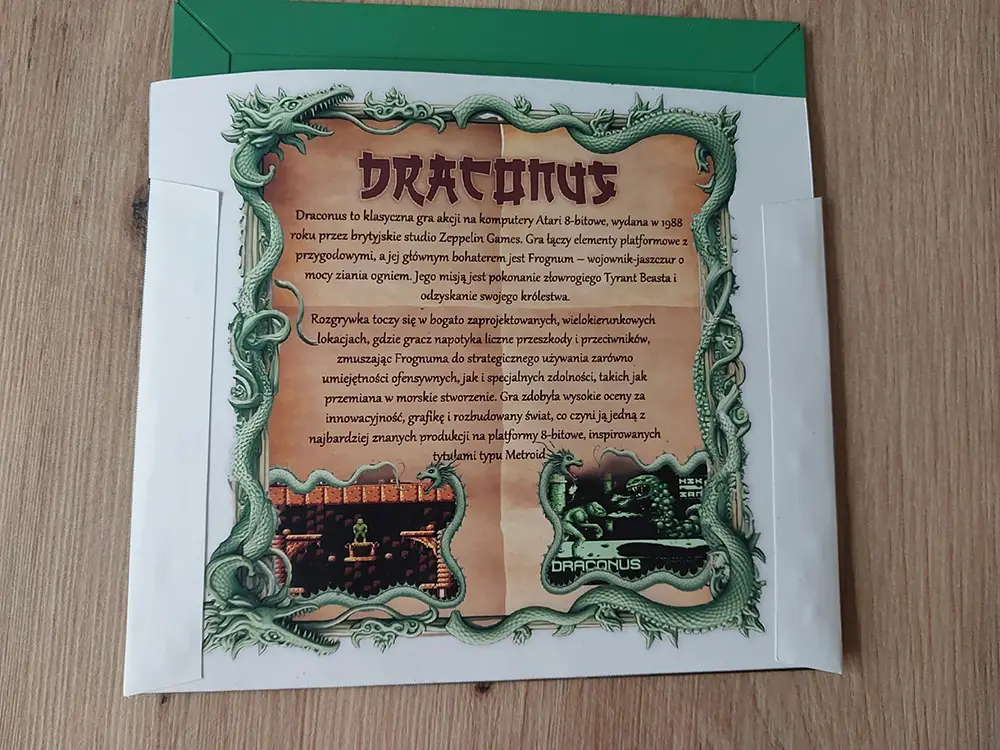 DRACONUS
Draconus to klasyczna gra akcji na komputery Atari 8-bitowe, wydana w 1988
roku przez brytyjskie studio Zeppelin Games. Gra łączy elementy platformowe z
przygodowymi, a jej głównym bohaterem jest Frognum – wojownik-jaszczur o
mocy ziania ogniem. Jego misją jest pokonanie złowrogiego Tyrant Beasta i
odzyskanie swojego królestwa.
Rozgrywka toczy się w bogato zaprojektowanych, wielokierunkowych
lokacjach, gdzie gracz napotyka liczne przeszkody i przeciwników,
zmuszając Frognuma do strategicznego używania zarówno
umiejętności ofensywnych, jak i specjalnych zdolności, takich jak
przemiana w morskie stworzenie. Gra zdobyła wysokie oceny za
innowacyjność, grafikę i rozbudowany świat, co czyni ją jedną z
najbardziej znanych produkcji na platformy 8-bitowe, inspirowanych
tytułami typu Metroid
DRACONUS